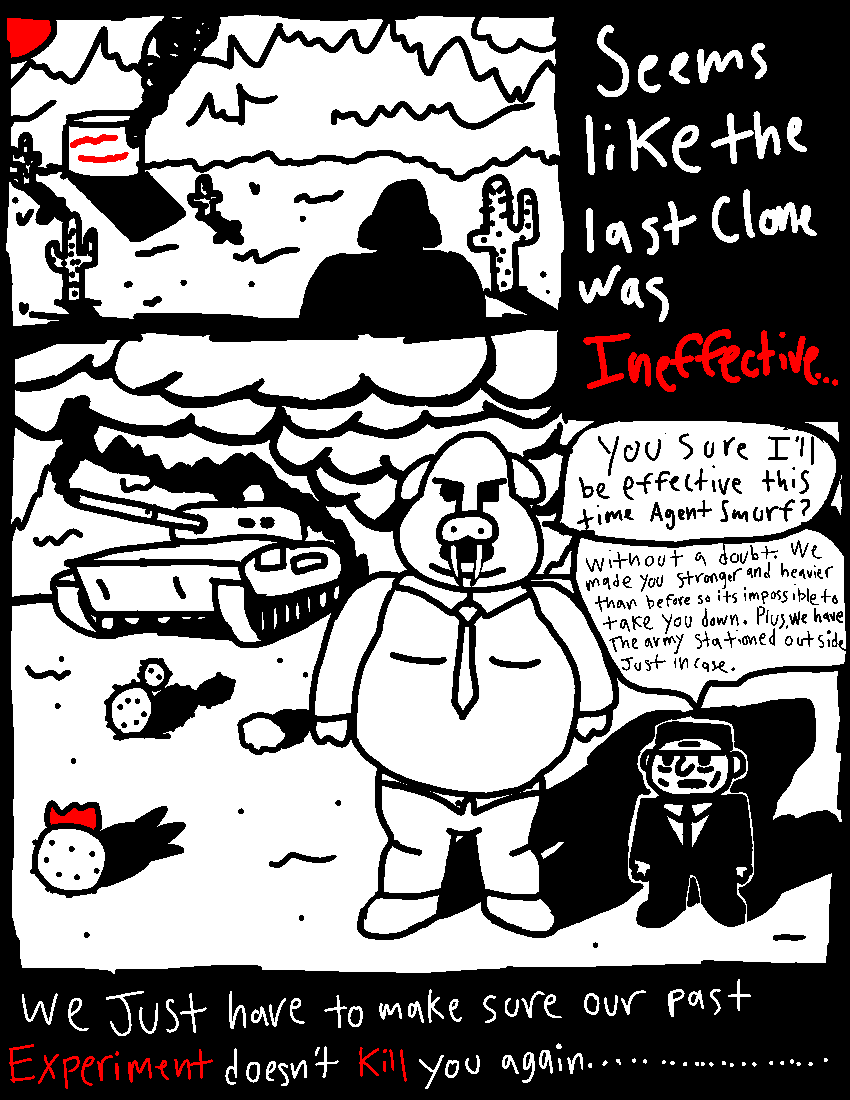 Seems
like the
last Clone
was
Ineffective...
You Sure I'll
be effective this
time Agent Smurf?
Without a doubt. We
made you stronger and heavier
than before so its impossible to
take you down. Plus, we have
The army stationed outside
Just in case.
We Just have to make sure our past
Experiment doesn't Kill you again..................